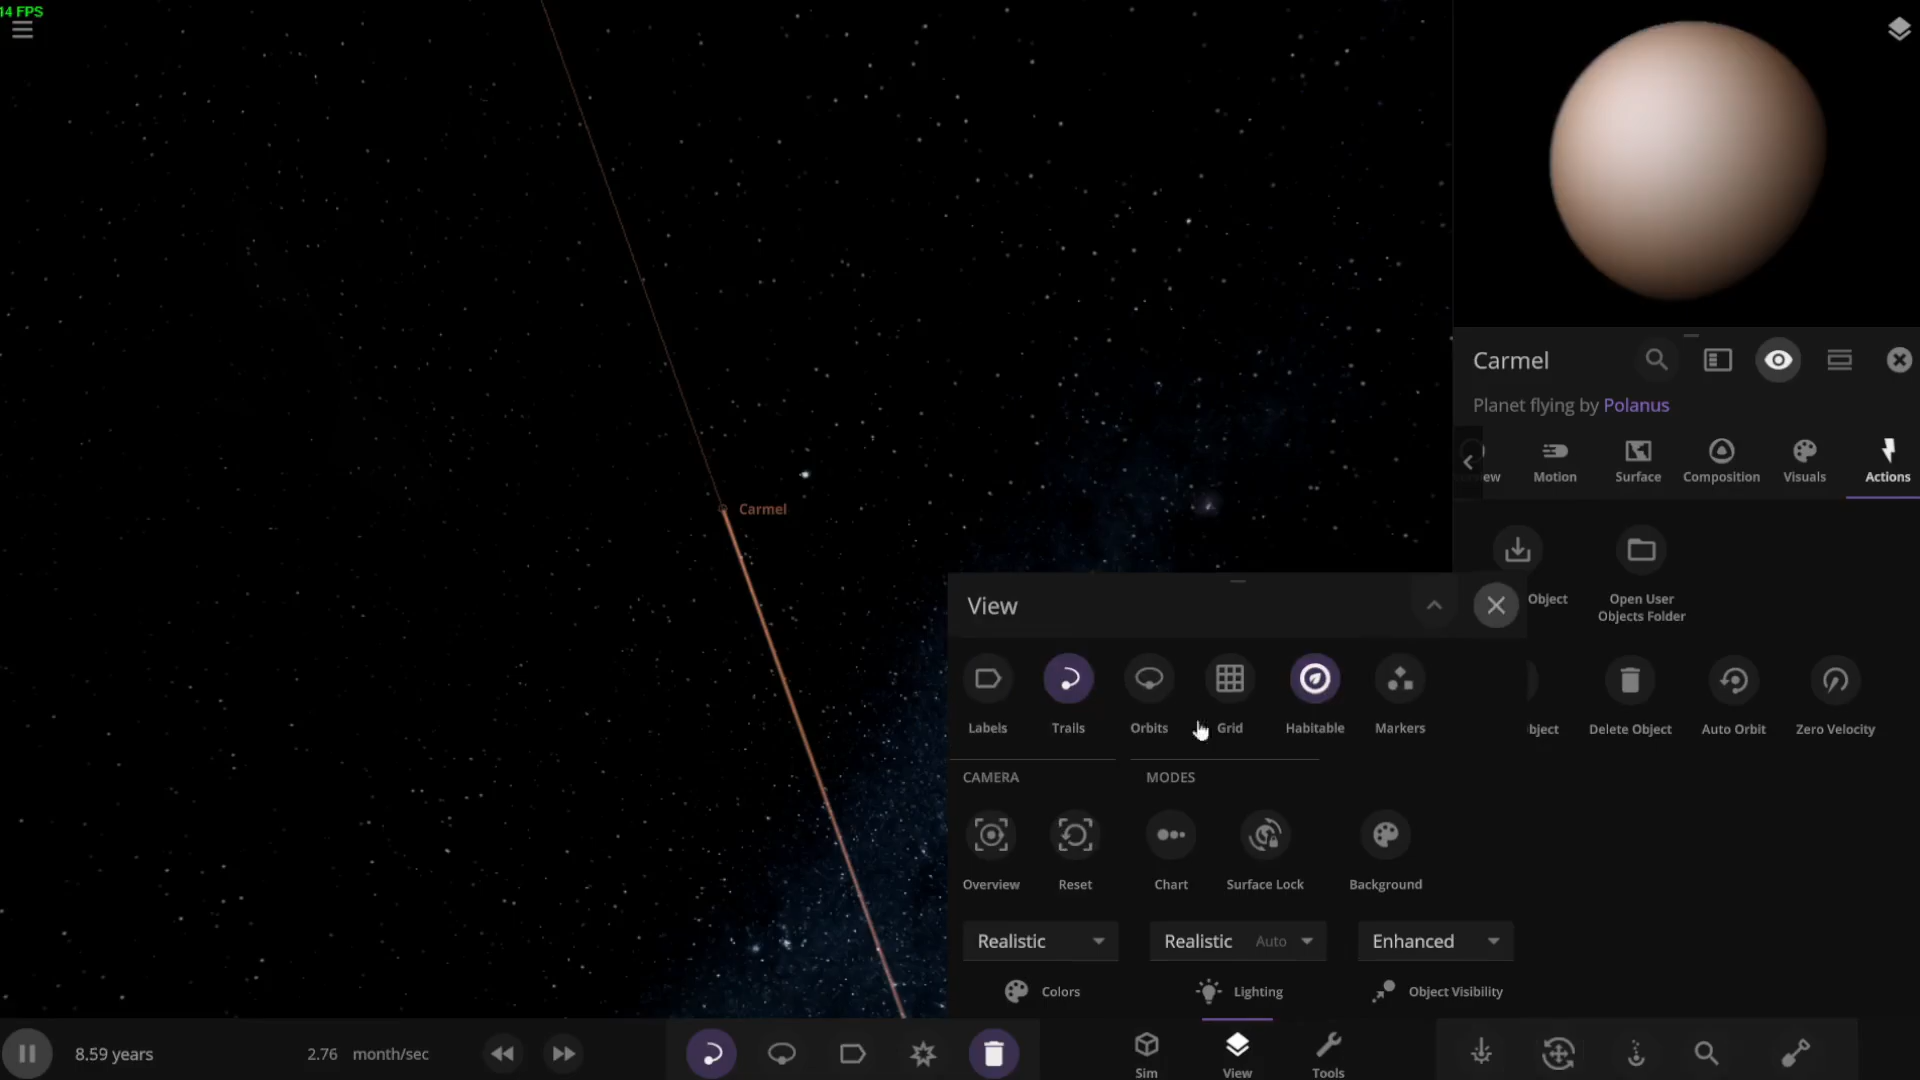 14 FPS
Carmel
Carmel
Planet flying by Polanus
ew
Motion
Surface
Composition
Visuals
Actions
Object
Open User
Objects Folder
bject
Delete Object
Auto Orbit
Zero Velocity
View
Labels
Trails
Orbits
Grid
Habitable
Markers
CAMERA
MODES
Overview
Reset
Chart
Surface Lock
Background
Realistic
Realistic Auto
Enhanced
Colors
Lighting
Object Visibility
8.59 years
2.76 month/sec
Sim
View
Tools